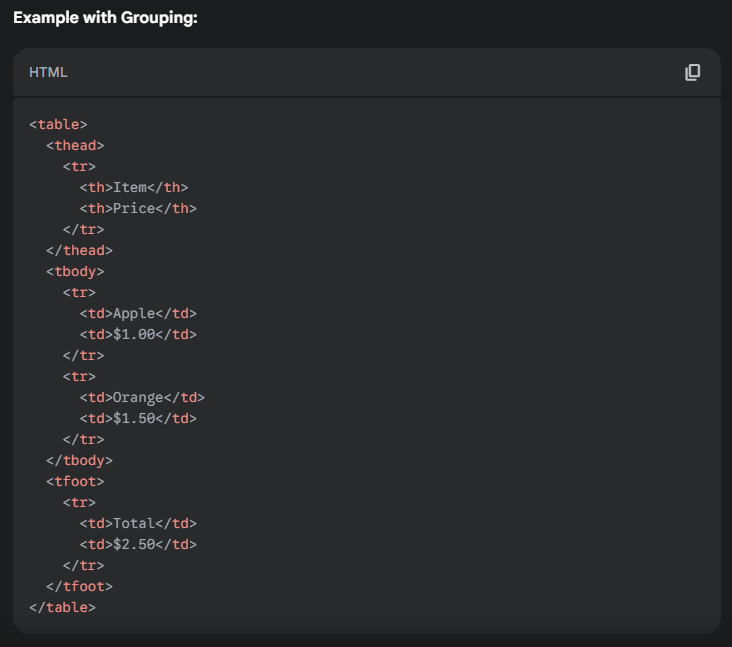 Example with Grouping:
HTML
<table>
  <thead>
    <tr>
      <th>Item</th>
      <th>Price</th>
    </tr>
  </thead>
  <tbody>
    <tr>
      <td>Apple</td>
      <td>$1.00</td>
    </tr>
    <tr>
      <td>Orange</td>
      <td>$1.50</td>
    </tr>
  </tbody>
  <tfoot>
    <tr>
      <td>Total</td>
      <td>$2.50</td>
    </tr>
  </tfoot>
</table>